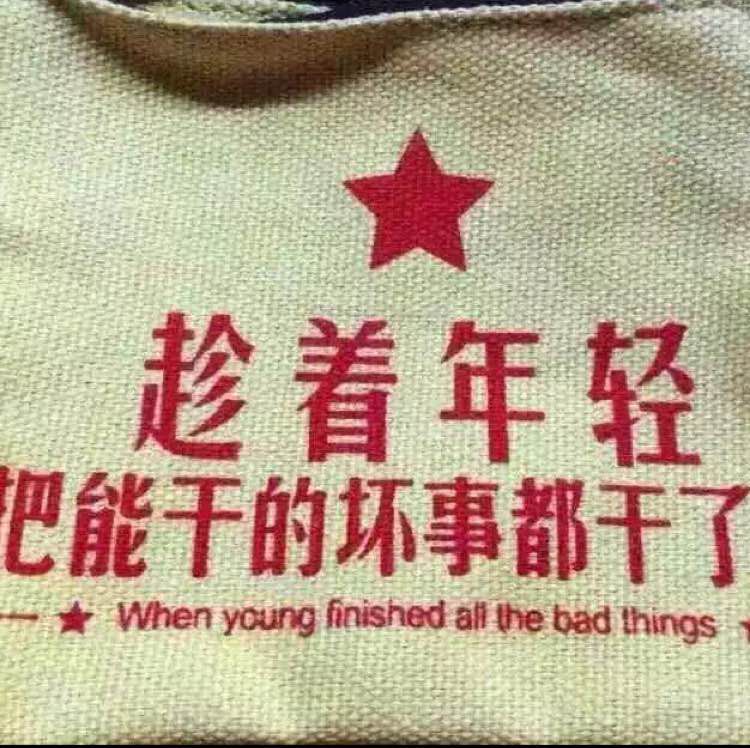 趁着年轻
把能干的坏事都干了
When young finished all the bad things